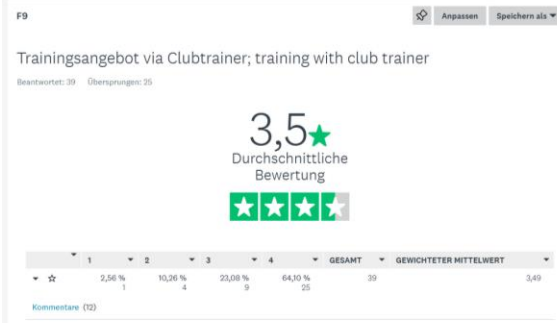 F9
Anpassen Speichern als
Trainingsangebot via Clubtrainer; training with club trainer
Beantwortet: 39 Übersprungen: 25
3,5
Durchschnittliche
Bewertung
1 2 3 4 GESAMT GEWICHTETER MITTELWERT
2,56 % 10,26 % 23,08 % 64,10 % 39 3,49
1 4 9 25
Kommentare (12)